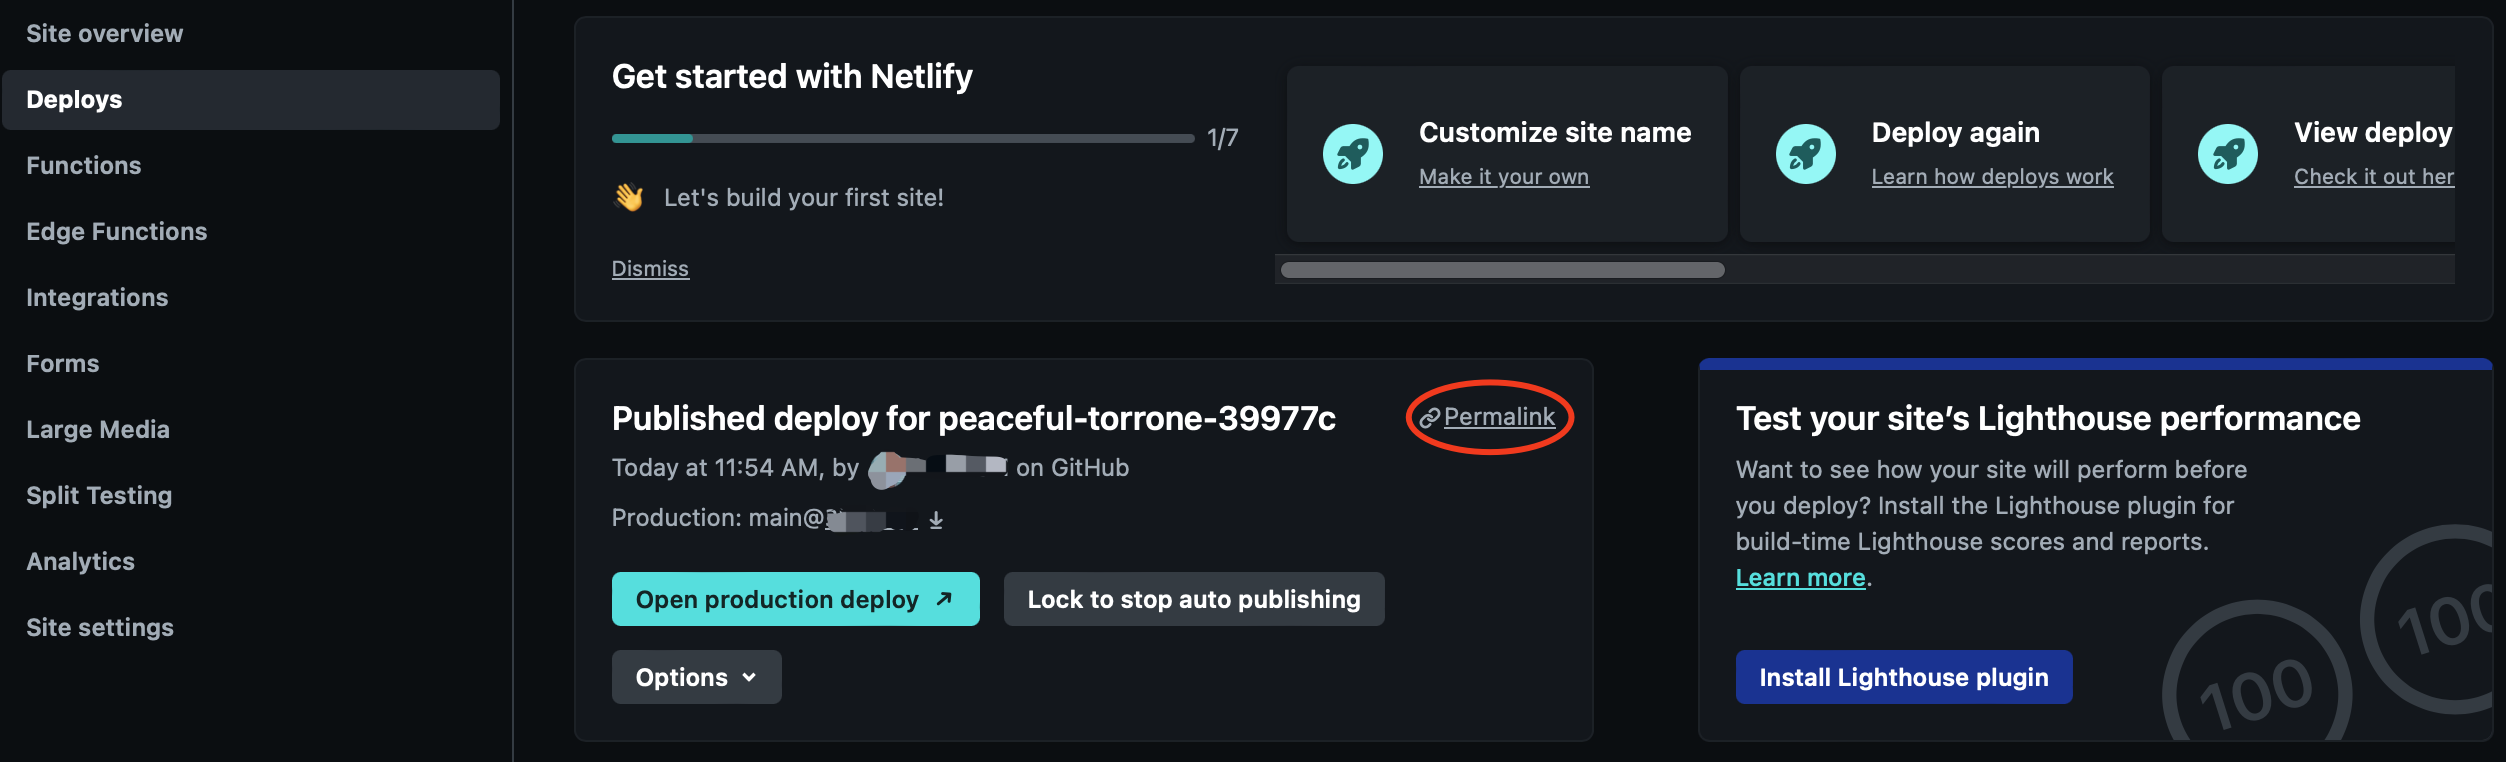 Site overview
Deploys
Functions
Edge Functions
Integrations
Forms
Large Media
Split Testing
Analytics
Site settings
Get started with Netlify
1/7
Let's build your first site!
Dismiss
Customize site name
Make it your own
Deploy again
Learn how deploys work
View deploy
Check it out her
Published deploy for peaceful-torrone-39977c
Permalink
Today at 11:54 AM, by on GitHub
Production: main@
Open production deploy
Lock to stop auto publishing
Options
Test your site’s Lighthouse performance
Want to see how your site will perform before
you deploy? Install the Lighthouse plugin for
build-time Lighthouse scores and reports.
Learn more.
Install Lighthouse plugin
100
100